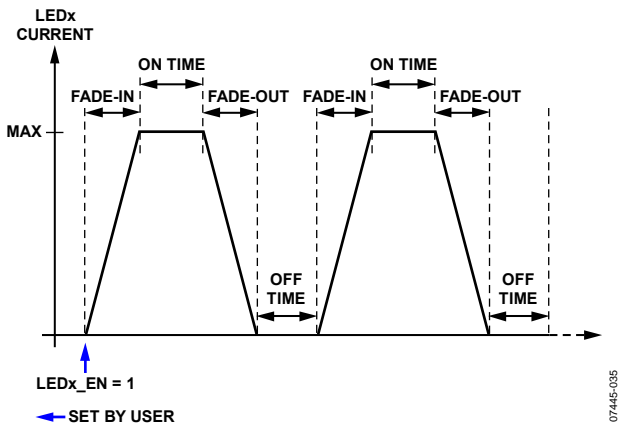 LEDx
CURRENT
ON TIME
ON TIME
FADE-IN
FADE-OUT
FADE-IN
FADE-OUT
MAX
OFF
TIME
OFF
TIME
LEDx_EN = 1
SET BY USER
07445-035